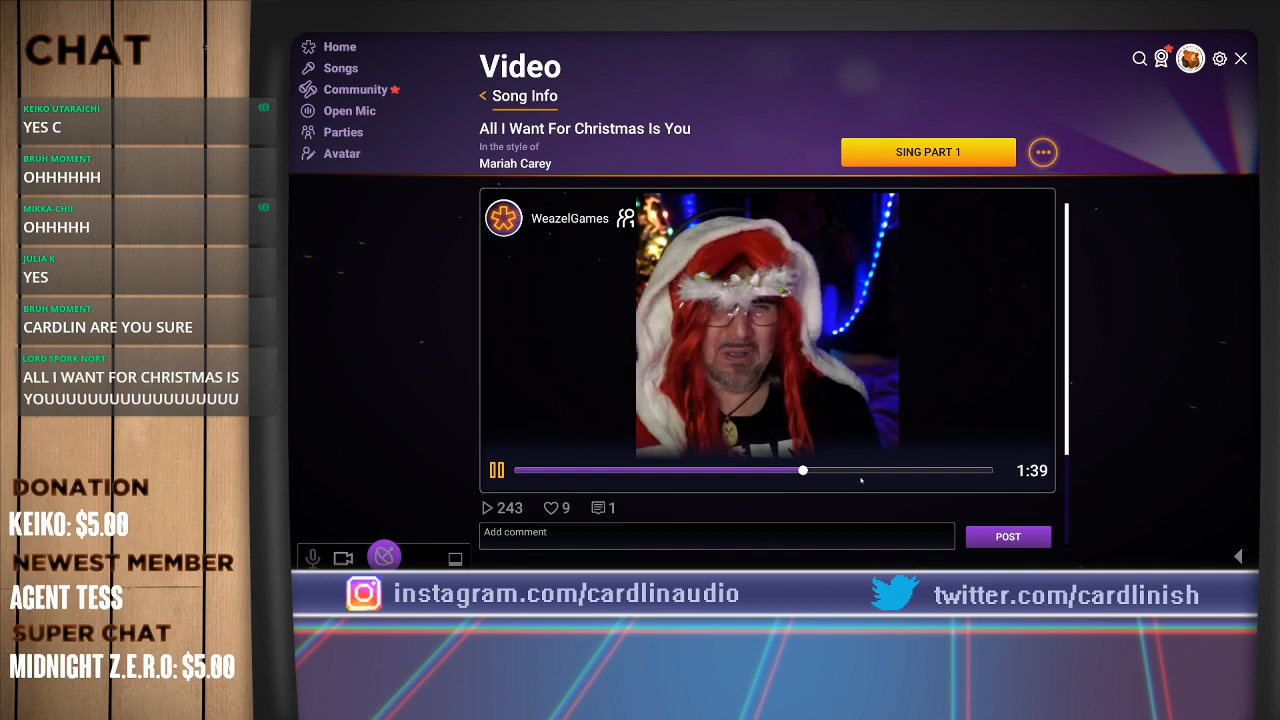 CHAT
KEIKO UTARAICHI
YES C
BRUH MOMENT
OHHHHHH
MIKKA-CHII
OHHHHH
JULIA K
YES
BRUH MOMENT
CARDLIN ARE YOU SURE
LORD SPORK NORT
ALL I WANT FOR CHRISTMAS IS
YOUUUUUUUUUUUUUUUUUU
DONATION
KEIKO: $5.00
NEWEST MEMBER
AGENT TESS
SUPER CHAT
MIDNIGHT Z.E.R.O: $5.00
Home
Songs
Community
Open Mic
Parties
Avatar
Video
< Song Info
All I Want For Christmas Is You
In the style of
Mariah Carey
SING PART 1
WeazelGames
1:39
243
9
1
Add comment
POST
instagram.com/cardlinaudio
twitter.com/cardlinish